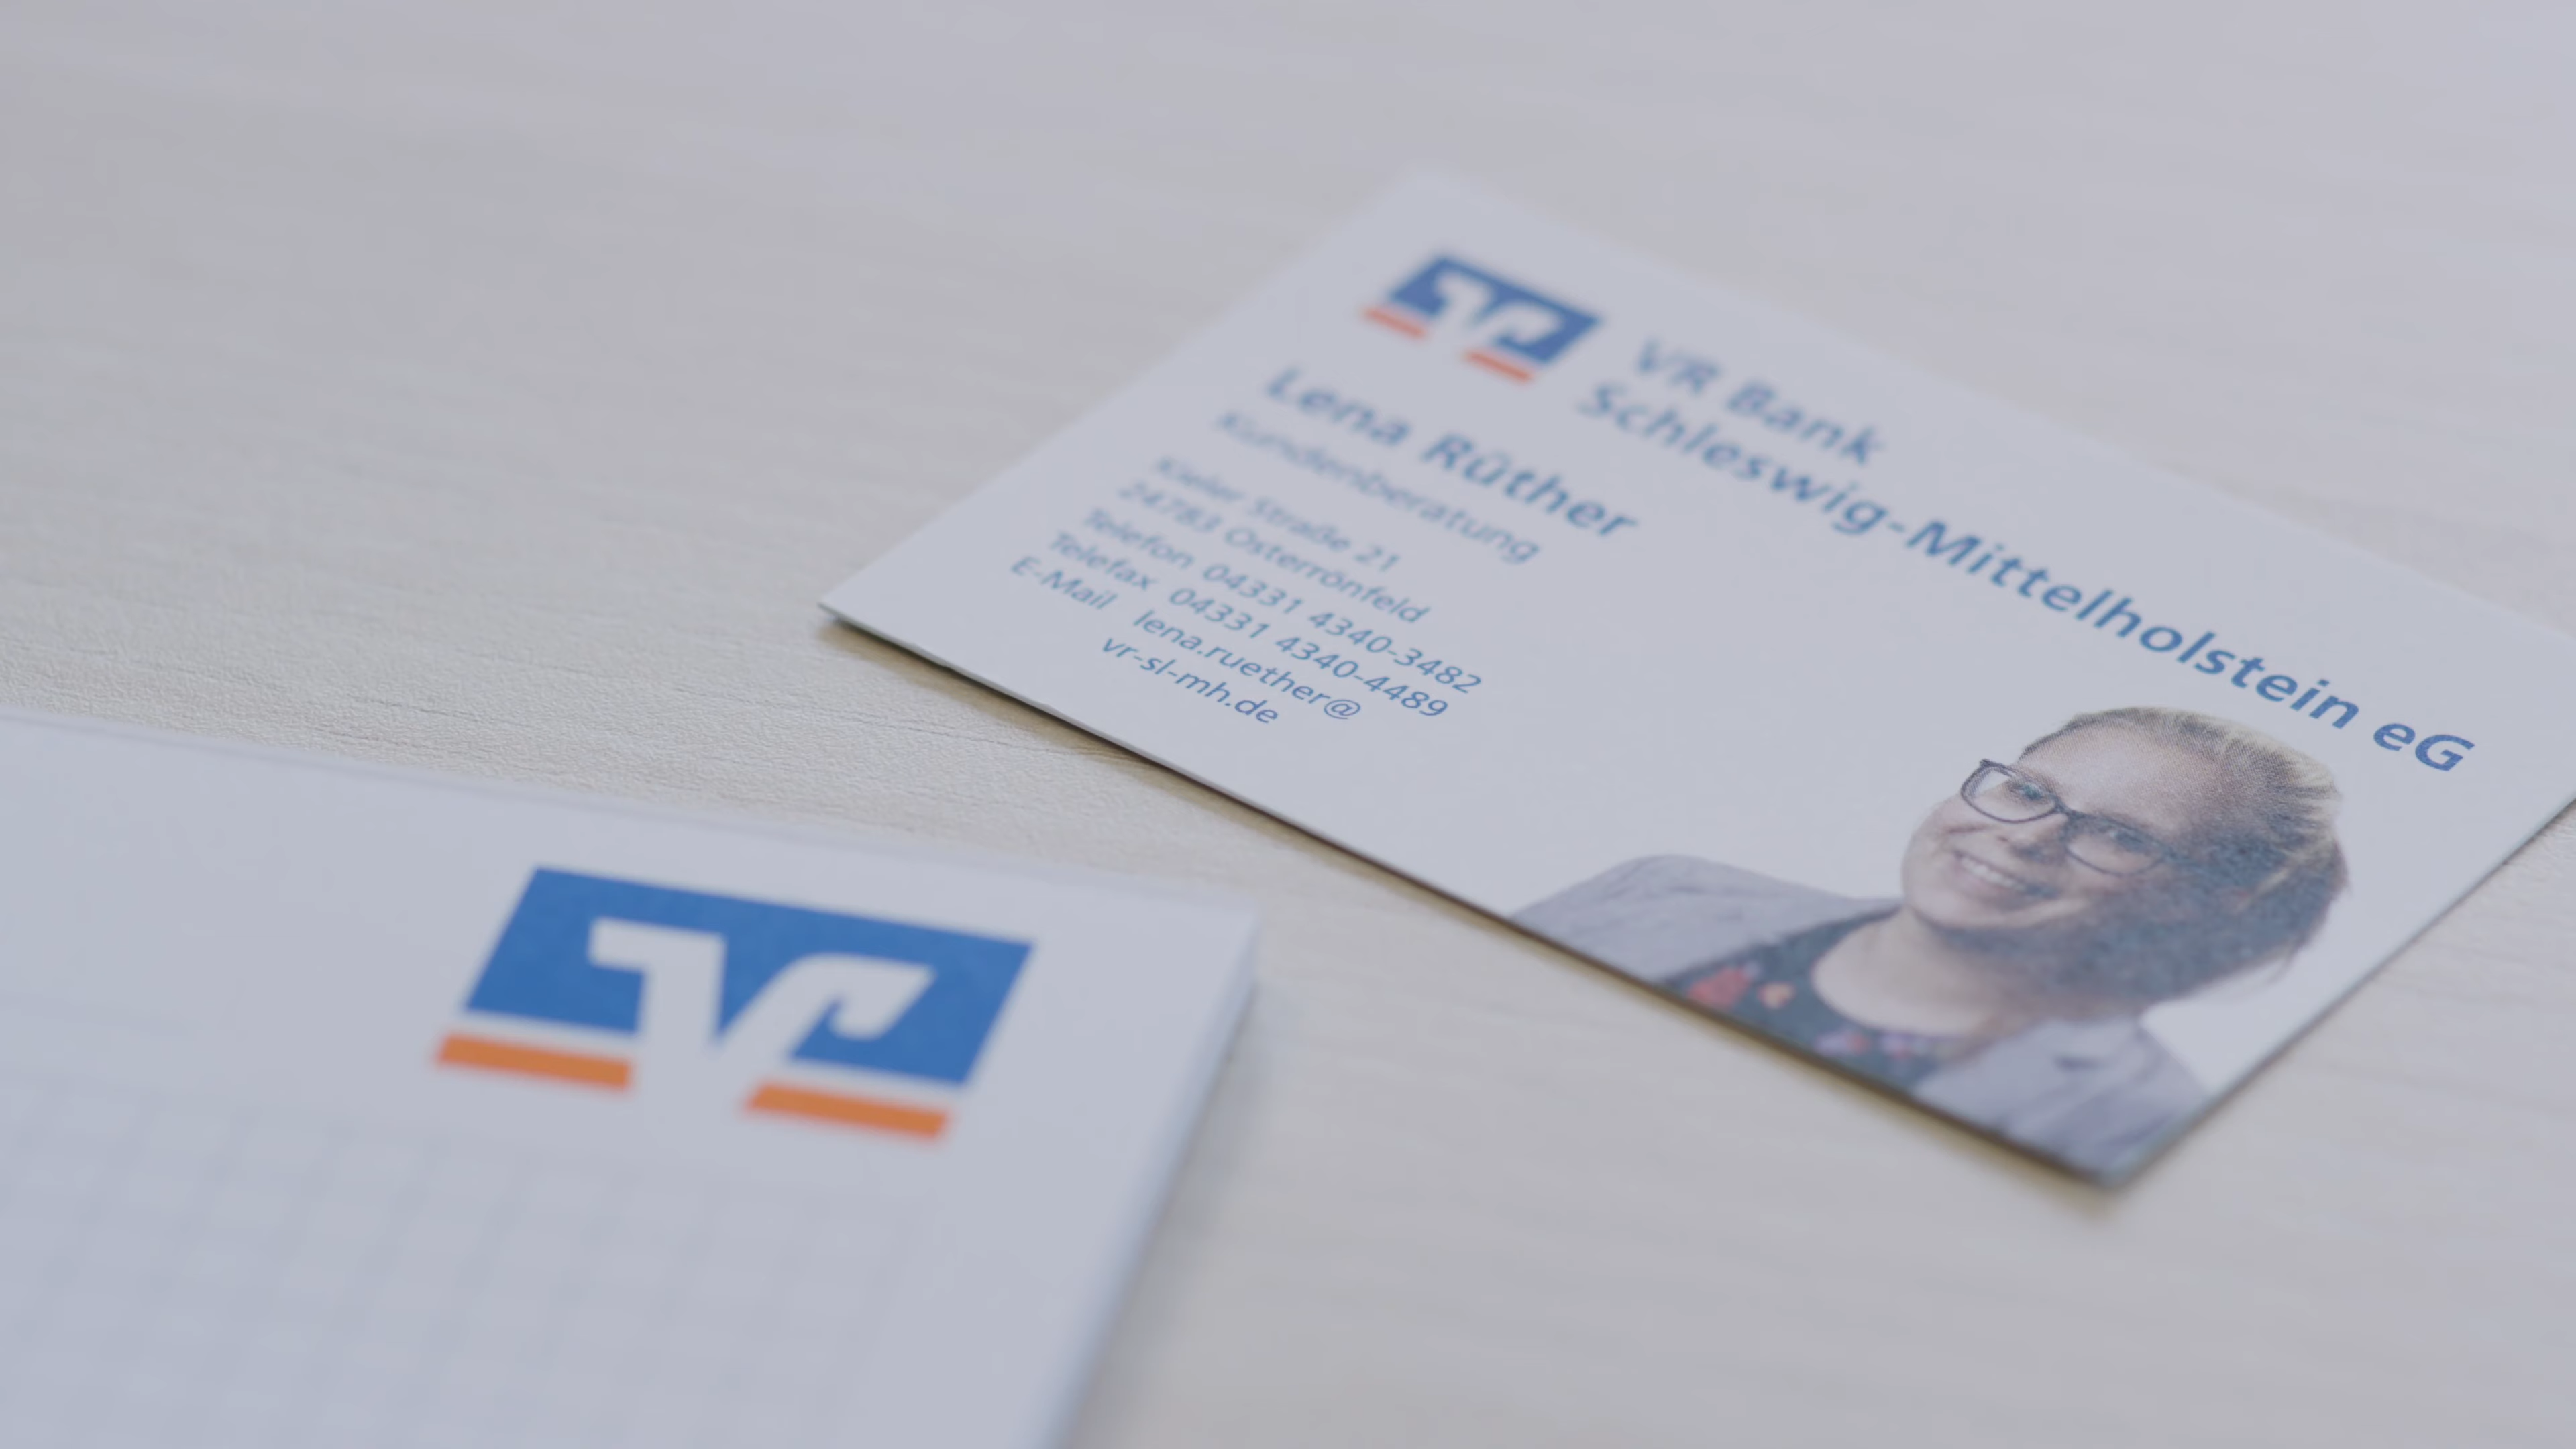 VR Bank
Schleswig-Mittelholstein eG
Lena Rüther
Kundenberatung
Kieler Straße 21
24783 Osterrönfeld
Telefon 04331 4340-3482
Telefax 04331 4340-4489
E-Mail lena.ruether@
vr-sl-mh.de